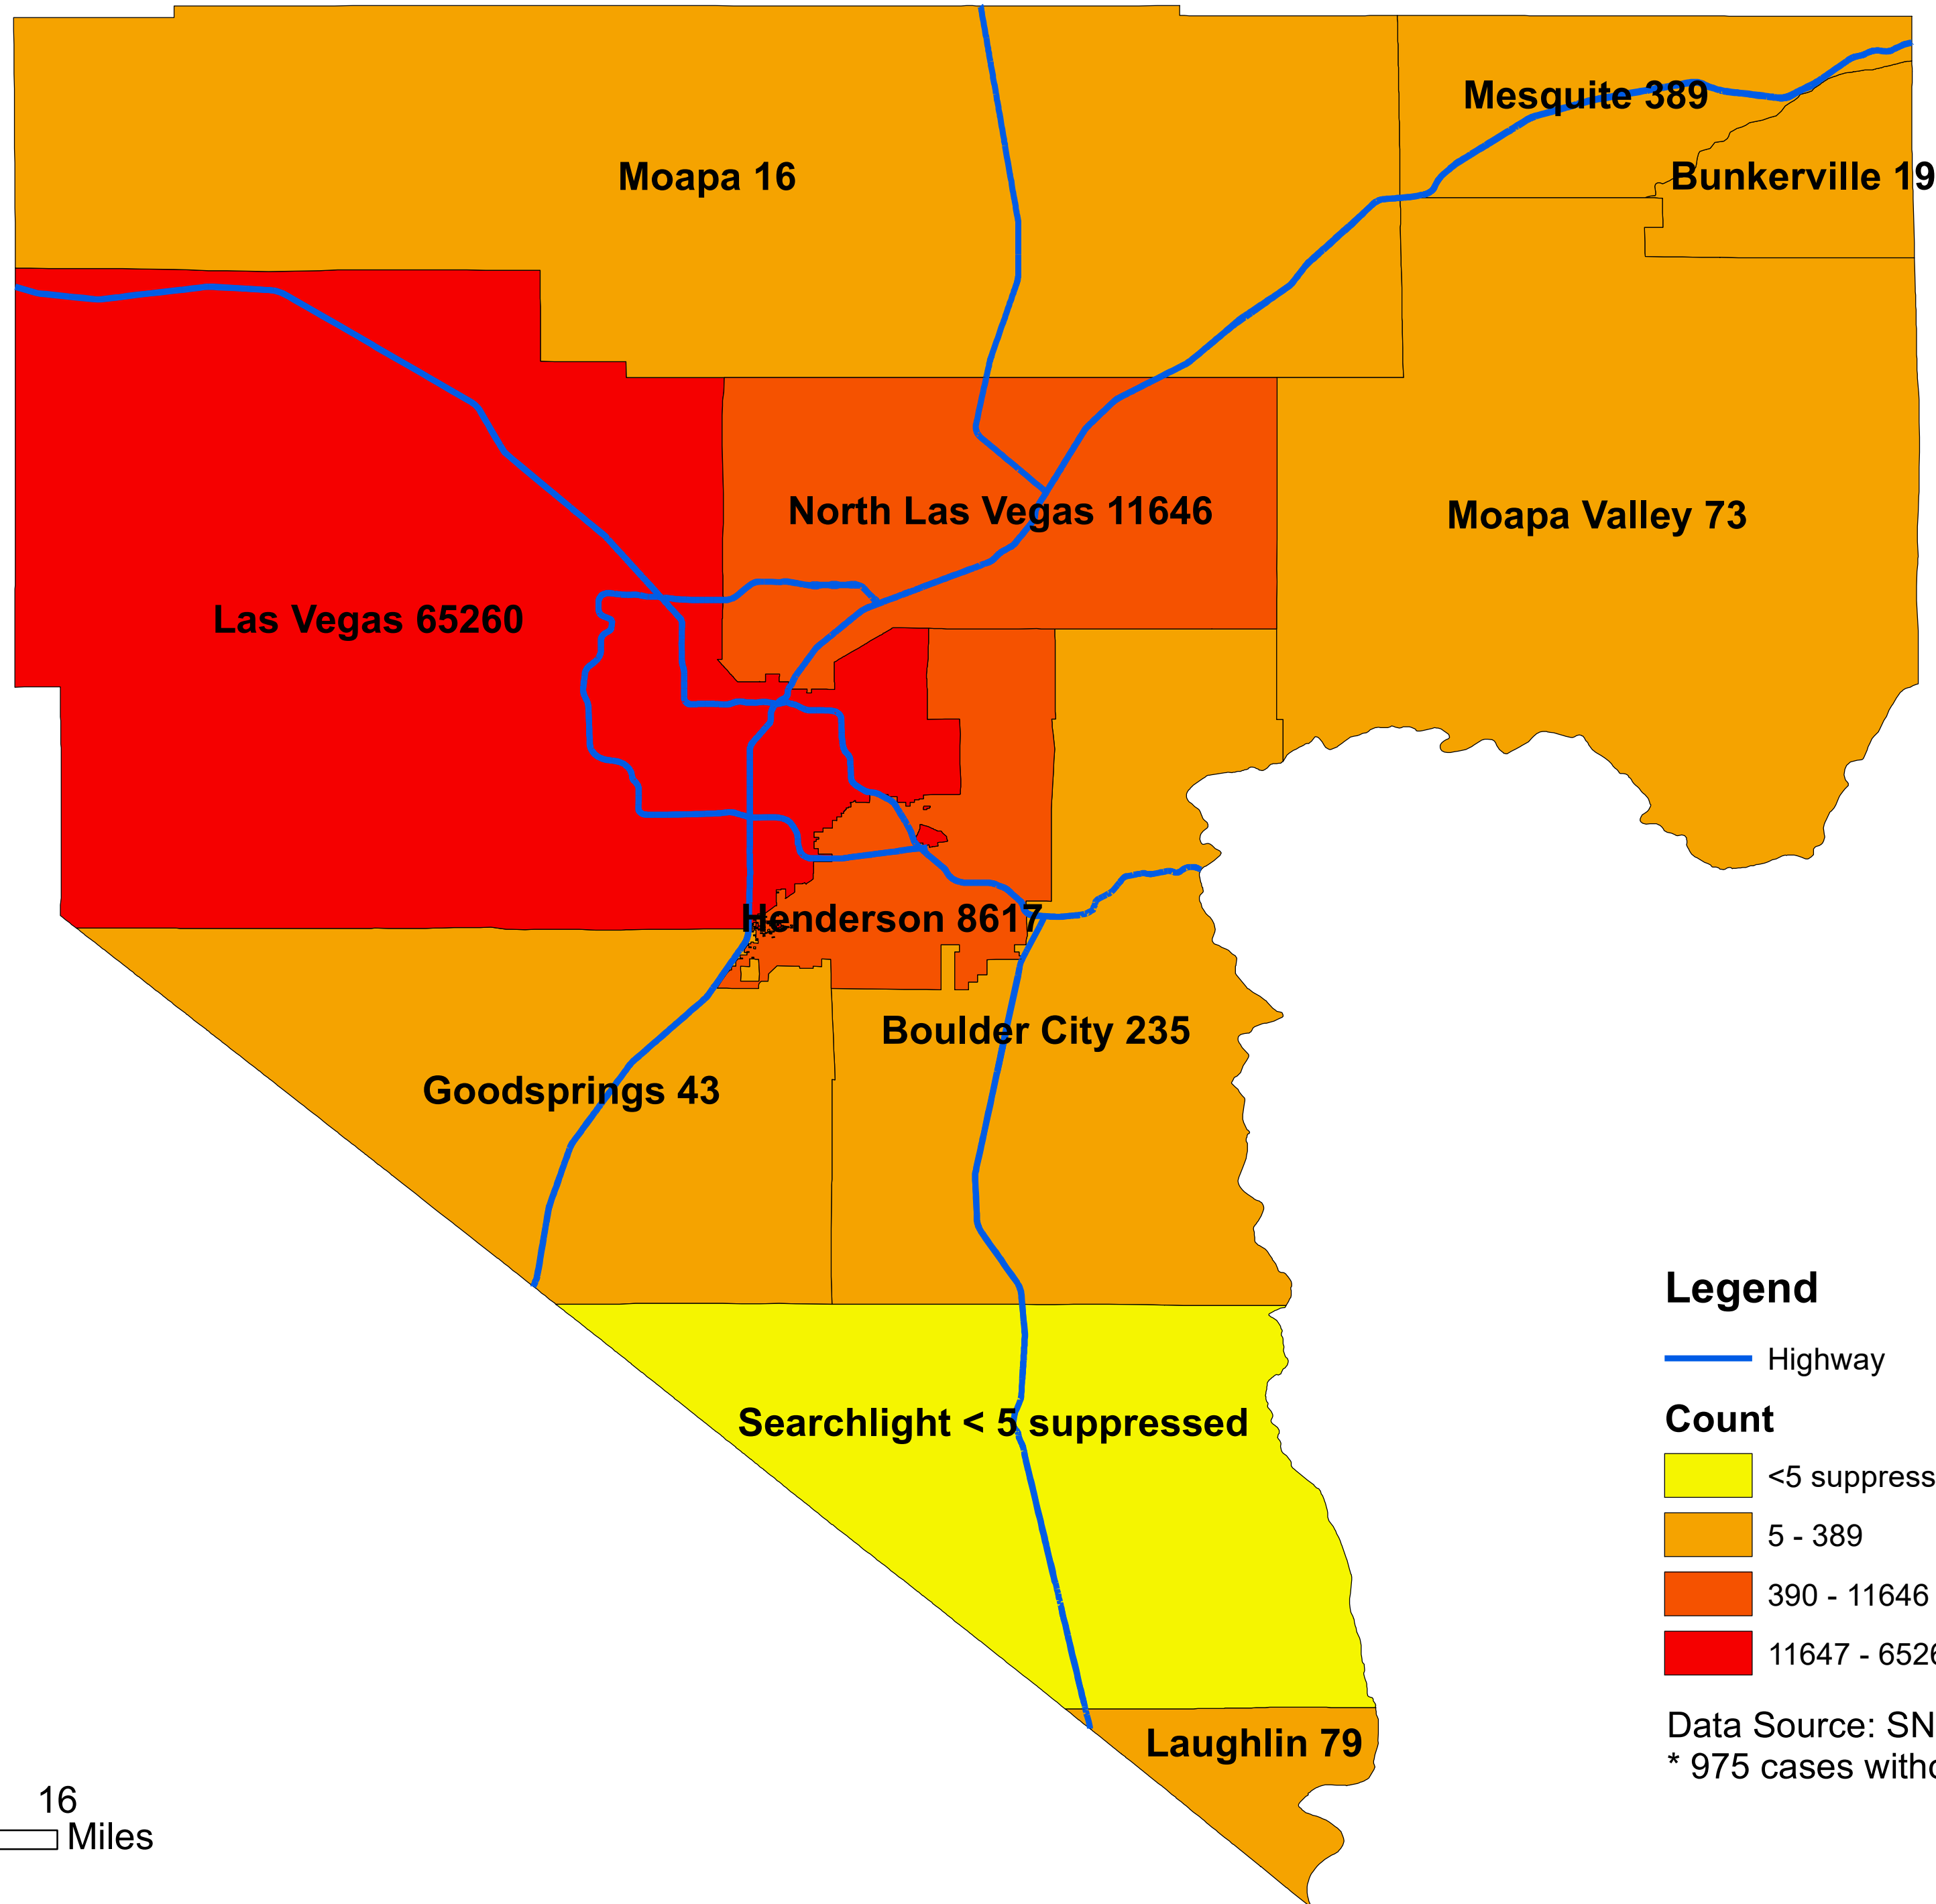 Mesquite 389
Moapa 16
Bunkerville 19
North Las Vegas 11646
Moapa Valley 73
Las Vegas 65260
Henderson 8617
Boulder City 235
Goodsprings 43
Searchlight < 5 suppressed
Laughlin 79
Legend
Highway
Count
<5 suppress
5 - 389
390 - 11646
11647 - 6526
Data Source: SN
* 975 cases witho
16
Miles